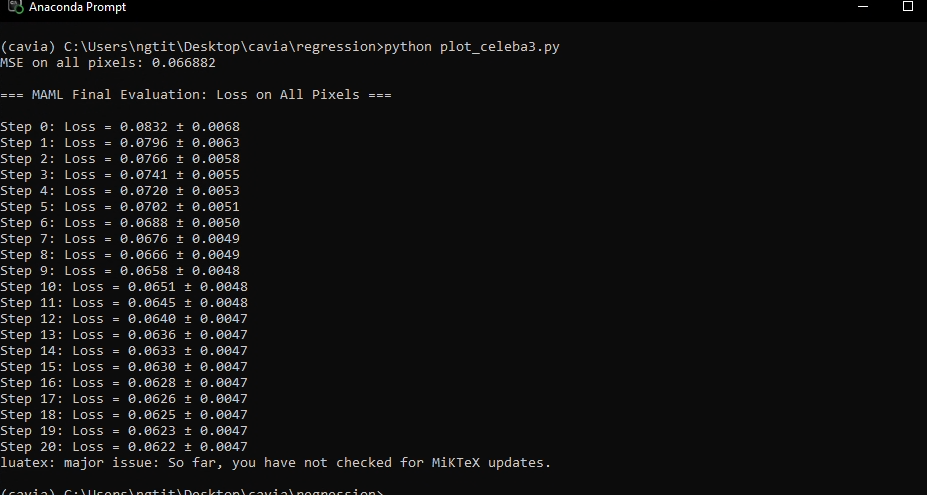 Anaconda Prompt
(cavia) C:\Users\ngtit\Desktop\cavia\regression>python plot_celeba3.py
MSE on all pixels: 0.066882
=== MAML Final Evaluation: Loss on All Pixels ===
Step 0: Loss = 0.0832 ± 0.0068
Step 1: Loss = 0.0796 ± 0.0063
Step 2: Loss = 0.0766 ± 0.0058
Step 3: Loss = 0.0741 ± 0.0055
Step 4: Loss = 0.0720 ± 0.0053
Step 5: Loss = 0.0702 ± 0.0051
Step 6: Loss = 0.0688 ± 0.0050
Step 7: Loss = 0.0676 ± 0.0049
Step 8: Loss = 0.0666 ± 0.0049
Step 9: Loss = 0.0658 ± 0.0048
Step 10: Loss = 0.0651 ± 0.0048
Step 11: Loss = 0.0645 ± 0.0048
Step 12: Loss = 0.0640 ± 0.0047
Step 13: Loss = 0.0636 ± 0.0047
Step 14: Loss = 0.0633 ± 0.0047
Step 15: Loss = 0.0630 ± 0.0047
Step 16: Loss = 0.0628 ± 0.0047
Step 17: Loss = 0.0626 ± 0.0047
Step 18: Loss = 0.0625 ± 0.0047
Step 19: Loss = 0.0623 ± 0.0047
Step 20: Loss = 0.0622 ± 0.0047
luatex: major issue: So far, you have not checked for MiKTeX updates.
(cavia) C:\Users\ngtit\Desktop\cavia\regression>